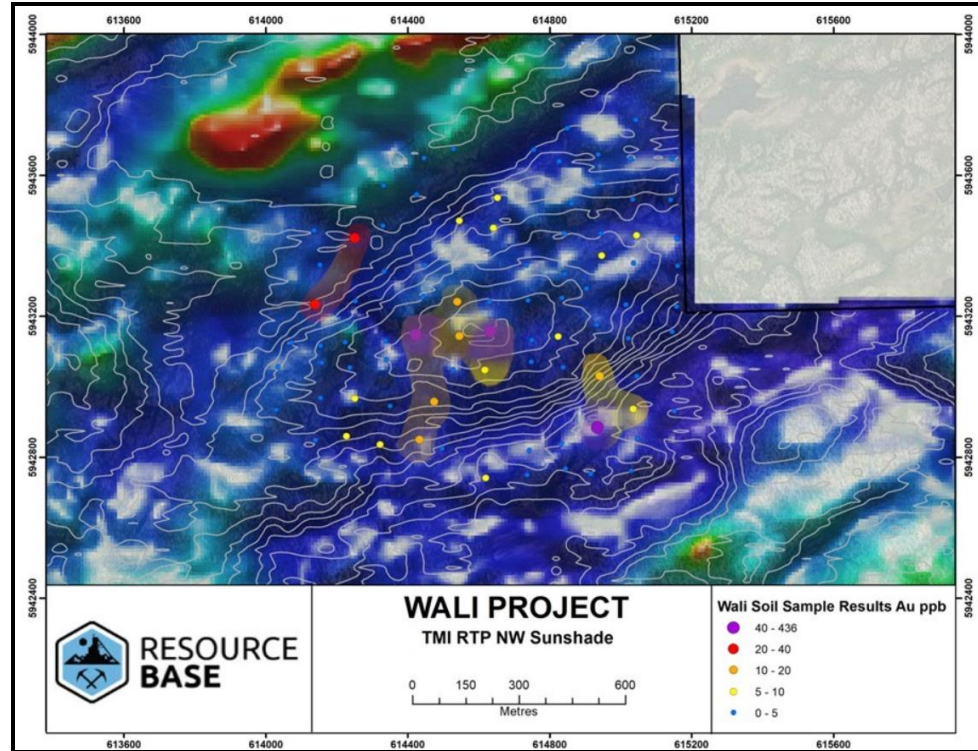 613600 614000 614400 614800 615200 615600
5944000 5944000
5943600 5943600
5943200 5943200
5942800 5942800
5942400 5942400
RESOURCE
BASE
WALI PROJECT
TMI RTP NW Sunshade
0 150 300 600
Metres
Wali Soil Sample Results Au ppb
40 - 436
20 - 40
10 - 20
5 - 10
0 - 5
613600 614000 614400 614800 615200 615600